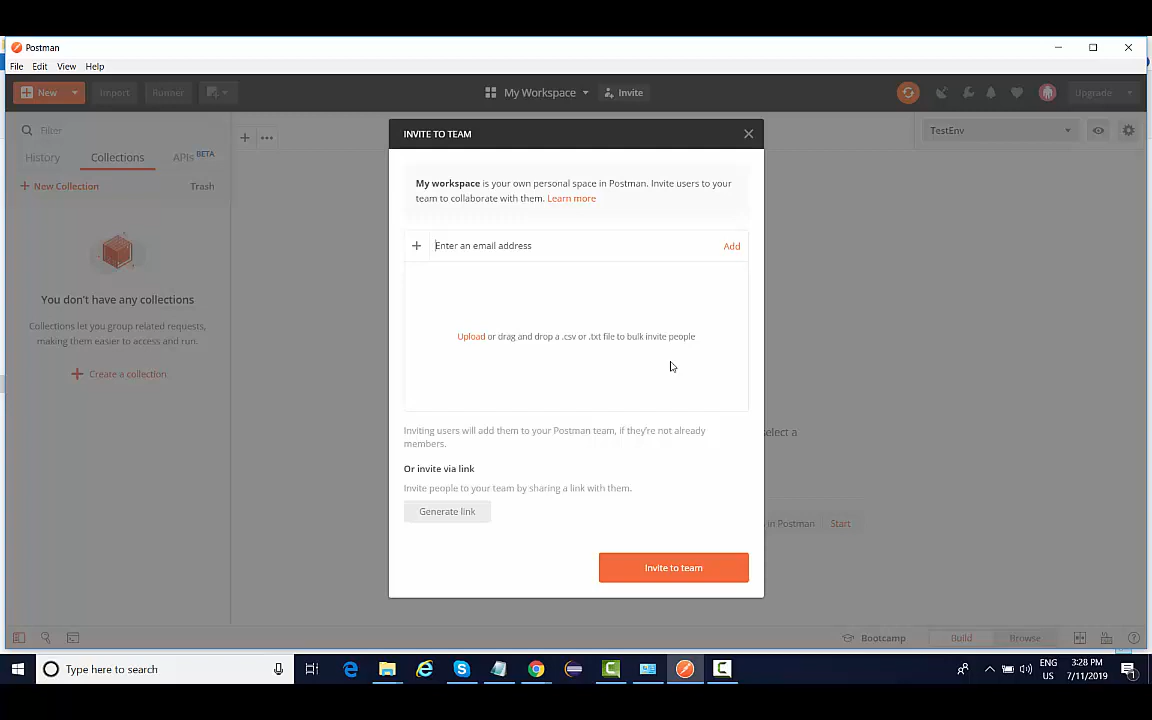 Postman
File Edit View Help
New Import Runner My Workspace Invite Upgrade
Filter
History Collections APIs BETA
New Collection Trash
You don't have any collections
Collections let you group related requests,
making them easier to access and run.
Create a collection
TestEnv
INVITE TO TEAM
My workspace is your own personal space in Postman. Invite users to your
team to collaborate with them. Learn more
Enter an email address Add
Upload or drag and drop a .csv or .txt file to bulk invite people
Inviting users will add them to your Postman team, if they're not already
members.
Or invite via link
Invite people to your team by sharing a link with them.
Generate link
Invite to team
select a
in Postman Start
Bootcamp Build Browse
Type here to search
ENG
US
3:28 PM
7/11/2019